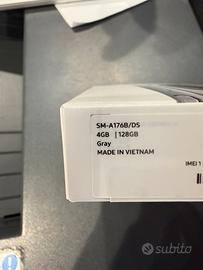 SM-A176B/DS
4GB | 128GB
Gray
MADE IN VIETNAM
IMEI 1
subito